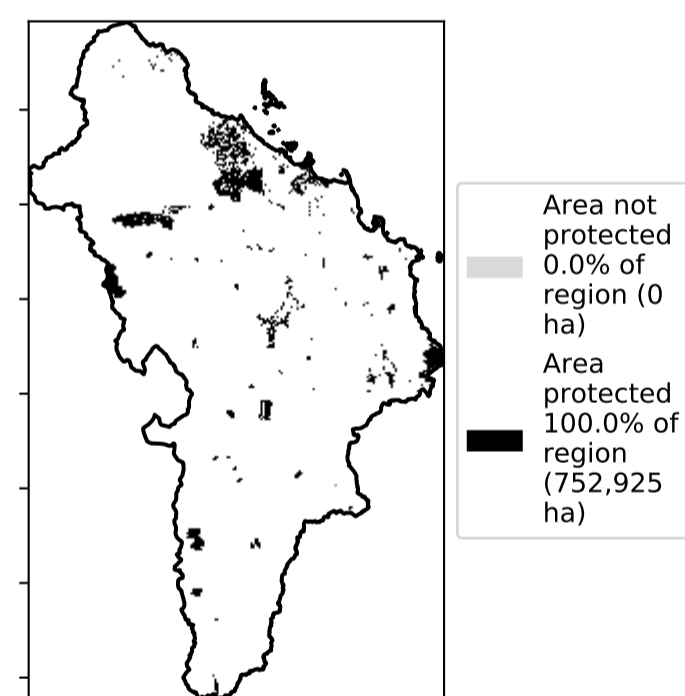 Area not
protected
0.0% of
region (0
ha)
Area
protected
100.0% of
region
(752,925
ha)